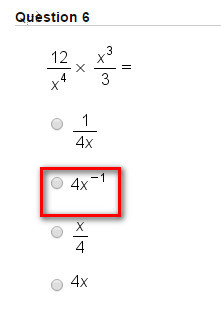 Question 6
12/x⁴ × x³/3 =
1/4x
4x⁻¹
x/4
4x